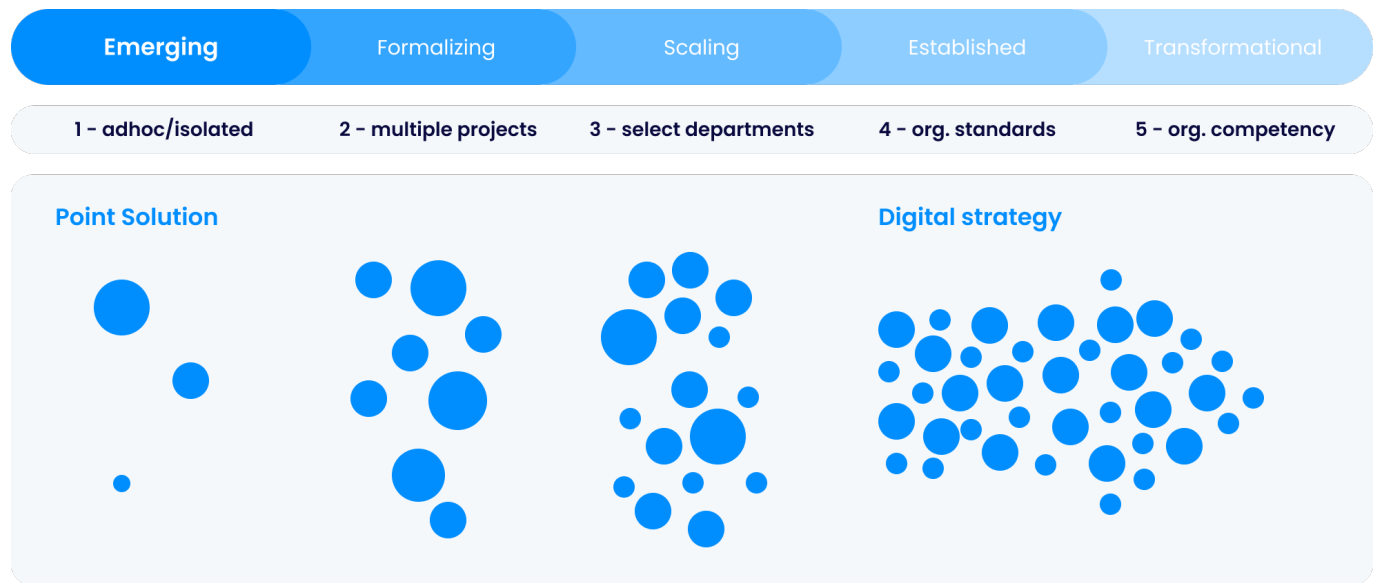 Emerging
Formalizing
Scaling
Established
Transformational
1 - adhoc/isolated
2 - multiple projects
3 - select departments
4 - org. standards
5 - org. competency
Point Solution
Digital strategy